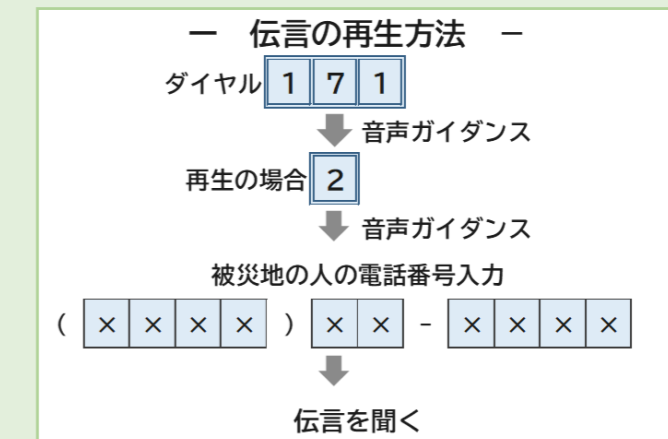 ー 伝言の再生方法 －
ダイヤル 1 7 1
音声ガイダンス
再生の場合 2
音声ガイダンス
被災地の人の電話番号入力
( × × × × ) × × - × × × ×
伝言を聞く